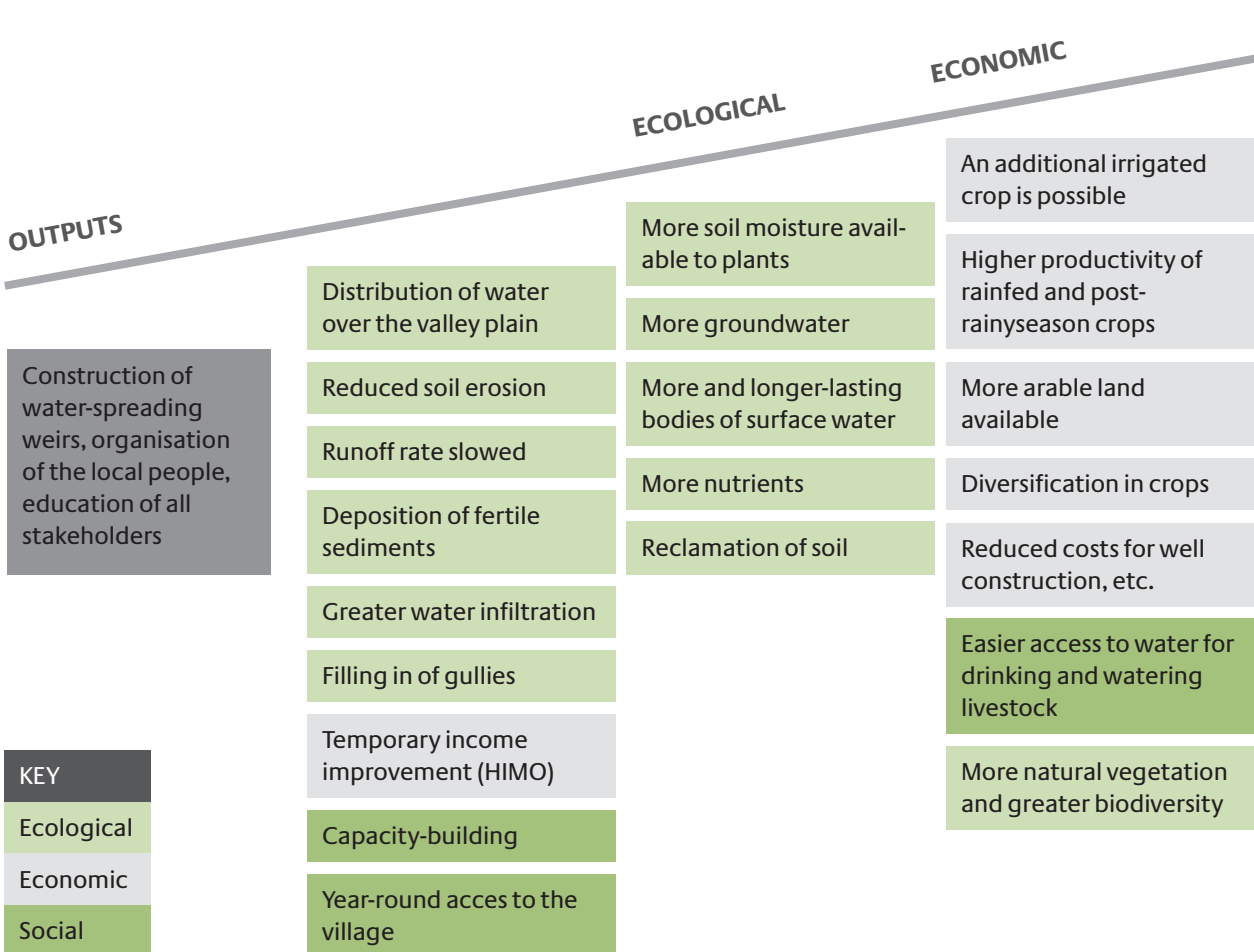 OUTPUTS
ECOLOGICAL
ECONOMIC
Construction of
water-spreading
weirs, organisation
of the local people,
education of all
stakeholders
Distribution of water
over the valley plain
Reduced soil erosion
Runoff rate slowed
Deposition of fertile
sediments
Greater water infiltration
Filling in of gullies
Temporary income
improvement (HIMO)
Capacity-building
Year-round acces to the
village
More soil moisture avail-
able to plants
More groundwater
More and longer-lasting
bodies of surface water
More nutrients
Reclamation of soil
An additional irrigated
crop is possible
Higher productivity of
rainfed and post-
rainyseason crops
More arable land
available
Diversification in crops
Reduced costs for well
construction, etc.
Easier access to water for
drinking and watering
livestock
More natural vegetation
and greater biodiversity
KEY
Ecological
Economic
Social